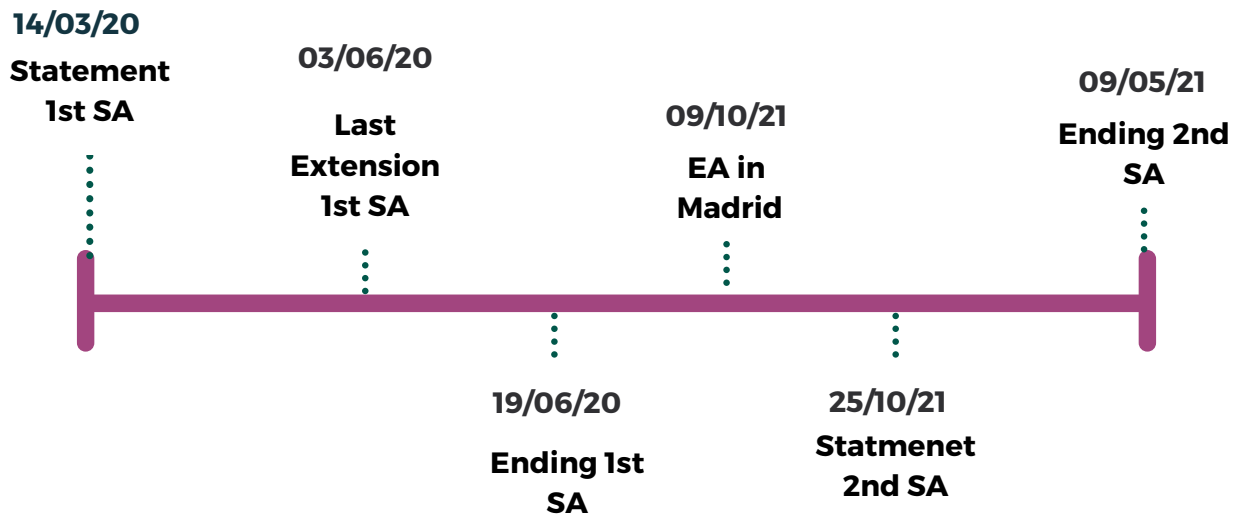 14/03/20
Statement
1st SA
03/06/20
Last
Extension
1st SA
19/06/20
Ending 1st
SA
09/10/21
EA in
Madrid
25/10/21
Statmenet
2nd SA
09/05/21
Ending 2nd
SA